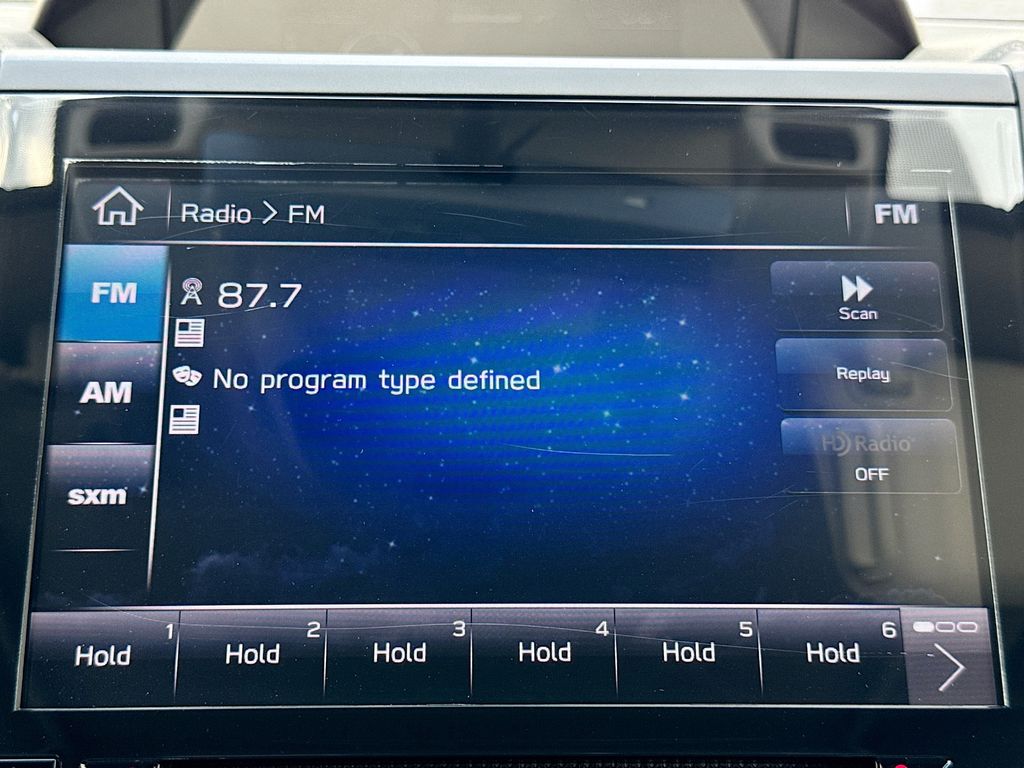 Radio > FM
FM
FM
87.7
Scan
AM
No program type defined
Replay
HD Radio
OFF
sxm
1 2 3 4 5 6
Hold Hold Hold Hold Hold Hold